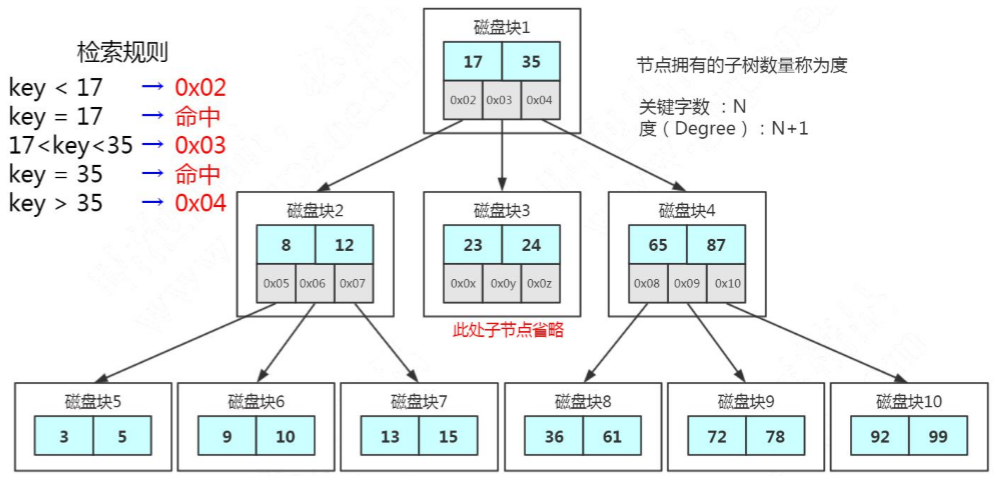 检索规则
key < 17 → 0x02
key = 17 → 命中
17<key<35 → 0x03
key = 35 → 命中
key > 35 → 0x04
磁盘块1
17 35
0x02 0x03 0x04
节点拥有的子树数量称为度
关键字数 ：N
度（Degree）：N+1
磁盘块2
8 12
0x05 0x06 0x07
磁盘块3
23 24
0x0x 0x0y 0x0z
此处子节点省略
磁盘块4
65 87
0x08 0x09 0x10
磁盘块5
3 5
磁盘块6
9 10
磁盘块7
13 15
磁盘块8
36 61
磁盘块9
72 78
磁盘块10
92 99